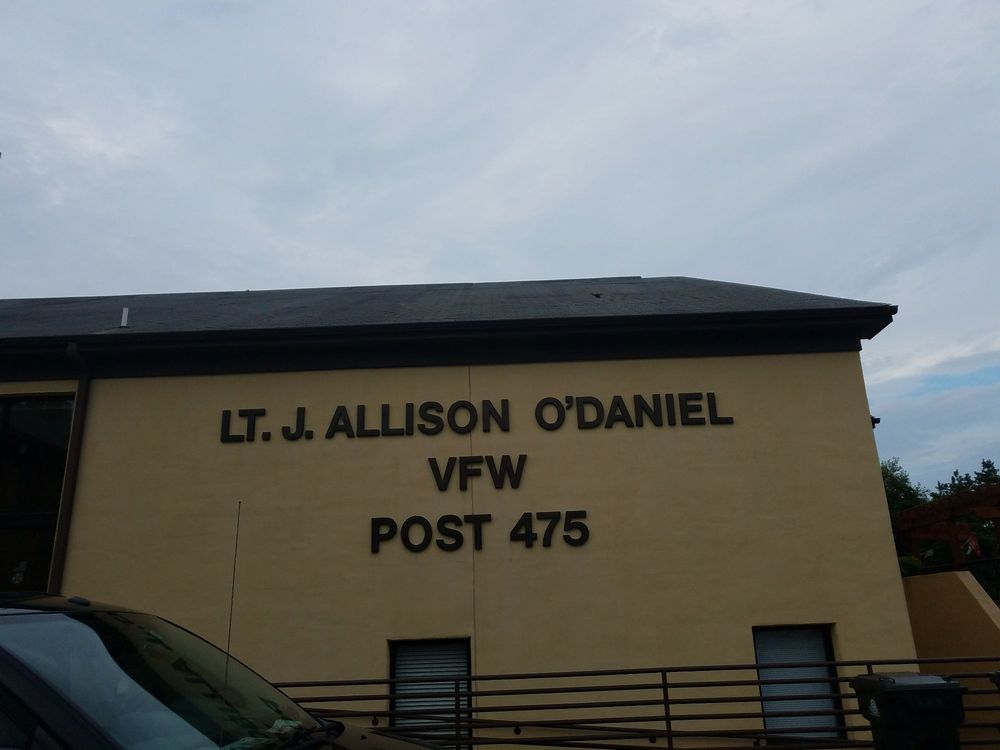 LT. J. ALLISON O'DANIEL
VFW
POST 475